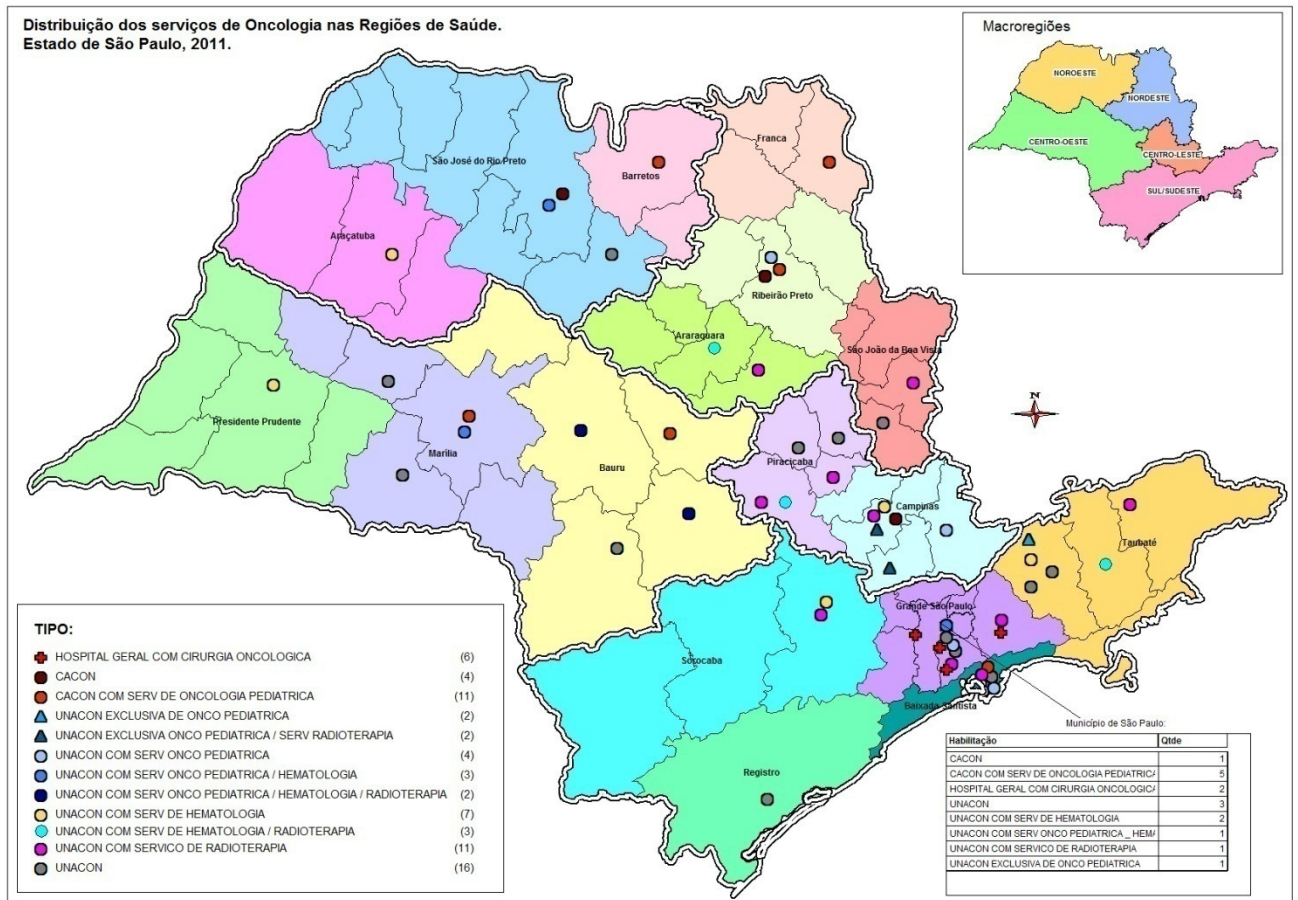 Distribuição dos serviços de Oncologia nas Regiões de Saúde.
Estado de São Paulo, 2011.
Macroregiões
NOROESTE
NORDESTE
CENTRO-OESTE
CENTRO-LESTE
SUL/SUDESTE
São José do Rio Preto
Barretos
Franca
Araçatuba
Ribeirão Preto
Araraquara
São João da Boa Vista
N
Presidente Prudente
Marília
Bauru
Piracicaba
Campinas
Taubaté
Grande São Paulo
Sorocaba
Baixada Santista
Registro
Município de São Paulo:
TIPO:
HOSPITAL GERAL COM CIRURGIA ONCOLOGICA (6)
CACON (4)
CACON COM SERV DE ONCOLOGIA PEDIATRICA (11)
UNACON EXCLUSIVA DE ONCO PEDIATRICA (2)
UNACON EXCLUSIVA ONCO PEDIATRICA / SERV RADIOTERAPIA (2)
UNACON COM SERV ONCO PEDIATRICA (4)
UNACON COM SERV ONCO PEDIATRICA / HEMATOLOGIA (3)
UNACON COM SERV ONCO PEDIATRICA / HEMATOLOGIA / RADIOTERAPIA (2)
UNACON COM SERV DE HEMATOLOGIA (7)
UNACON COM SERV DE HEMATOLOGIA / RADIOTERAPIA (3)
UNACON COM SERVICO DE RADIOTERAPIA (11)
UNACON (16)
Habilitação Qtde
CACON 1
CACON COM SERV DE ONCOLOGIA PEDIATRICA 5
HOSPITAL GERAL COM CIRURGIA ONCOLOGICA 2
UNACON 3
UNACON COM SERV DE HEMATOLOGIA 2
UNACON COM SERV ONCO PEDIATRICA _ HEM 1
UNACON COM SERVICO DE RADIOTERAPIA 1
UNACON EXCLUSIVA DE ONCO PEDIATRICA 1